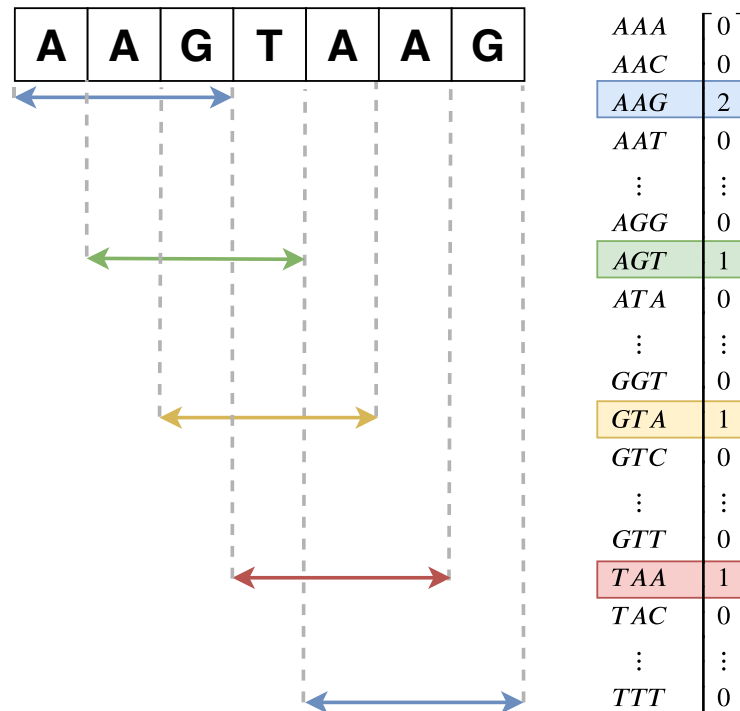 A A G T A A G
AAA 0
AAC 0
AAG 2
AAT 0
⋮ ⋮
AGG 0
AGT 1
ATA 0
⋮ ⋮
GGT 0
GTA 1
GTC 0
⋮ ⋮
GTT 0
TAA 1
TAC 0
⋮ ⋮
TTT 0